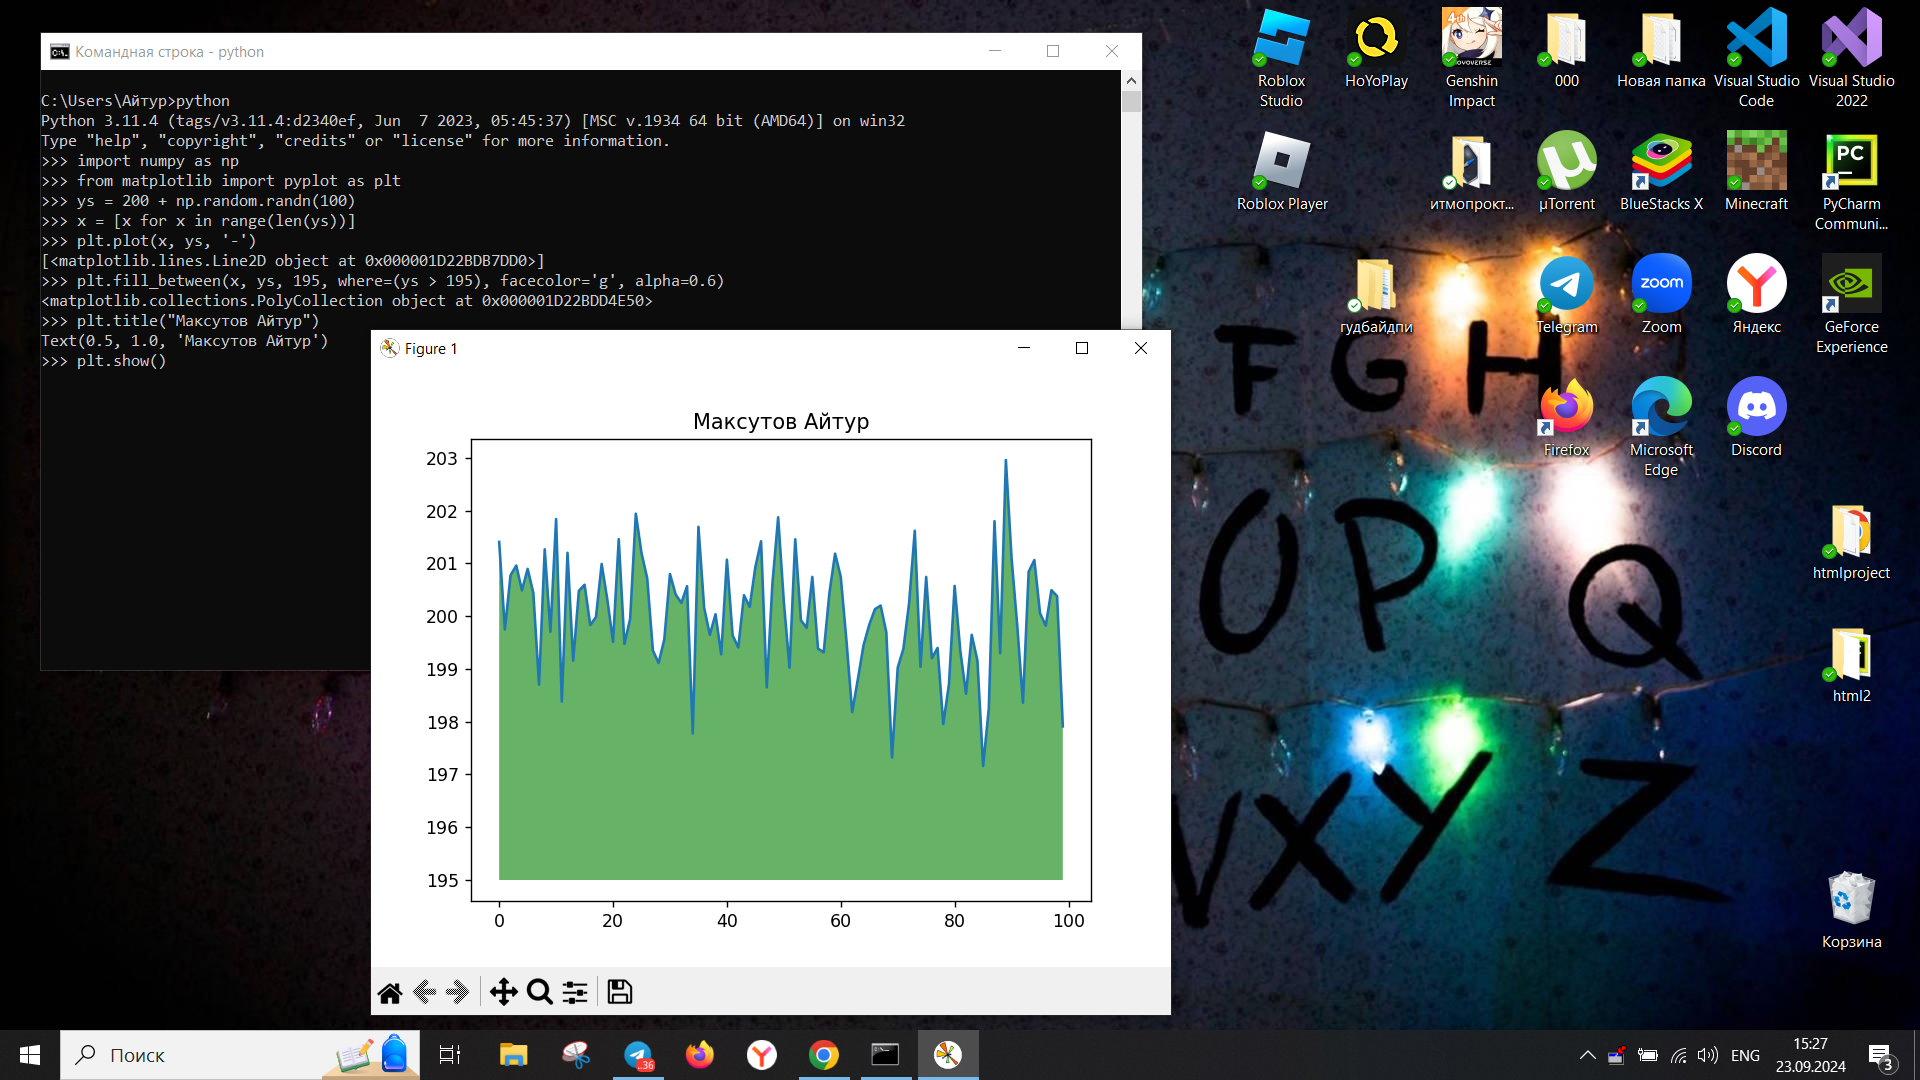 Командная строка - python
C:\Users\Айтур>python
Python 3.11.4 (tags/v3.11.4:d2340ef, Jun  7 2023, 05:45:37) [MSC v.1934 64 bit (AMD64)] on win32
Type "help", "copyright", "credits" or "license" for more information.
>>> import numpy as np
>>> from matplotlib import pyplot as plt
>>> ys = 200 + np.random.randn(100)
>>> x = [x for x in range(len(ys))]
>>> plt.plot(x, ys, '-')
[<matplotlib.lines.Line2D object at 0x000001D22BDB7DD0>]
>>> plt.fill_between(x, ys, 195, where=(ys > 195), facecolor='g', alpha=0.6)
<matplotlib.collections.PolyCollection object at 0x000001D22BDD4E50>
>>> plt.title("Максутов Айтур")
Text(0.5, 1.0, 'Максутов Айтур')
>>> plt.show()
Figure 1
Максутов Айтур
203
202
201
200
199
198
197
196
195
0 20 40 60 80 100
Roblox Studio
HoYoPlay
Genshin Impact
000
Новая папка
Visual Studio Code
Visual Studio 2022
Roblox Player
итмопрокт...
µTorrent
BlueStacks X
Minecraft
PyCharm Communi...
гудбайдпи
Telegram
Zoom
Яндекс
GeForce Experience
Firefox
Microsoft Edge
Discord
htmlproject
html2
Корзина
4th
HOYOVERSE
PC
zoom
F G H
O P Q
W X Y Z
Поиск
..36
ENG
15:27
23.09.2024
3